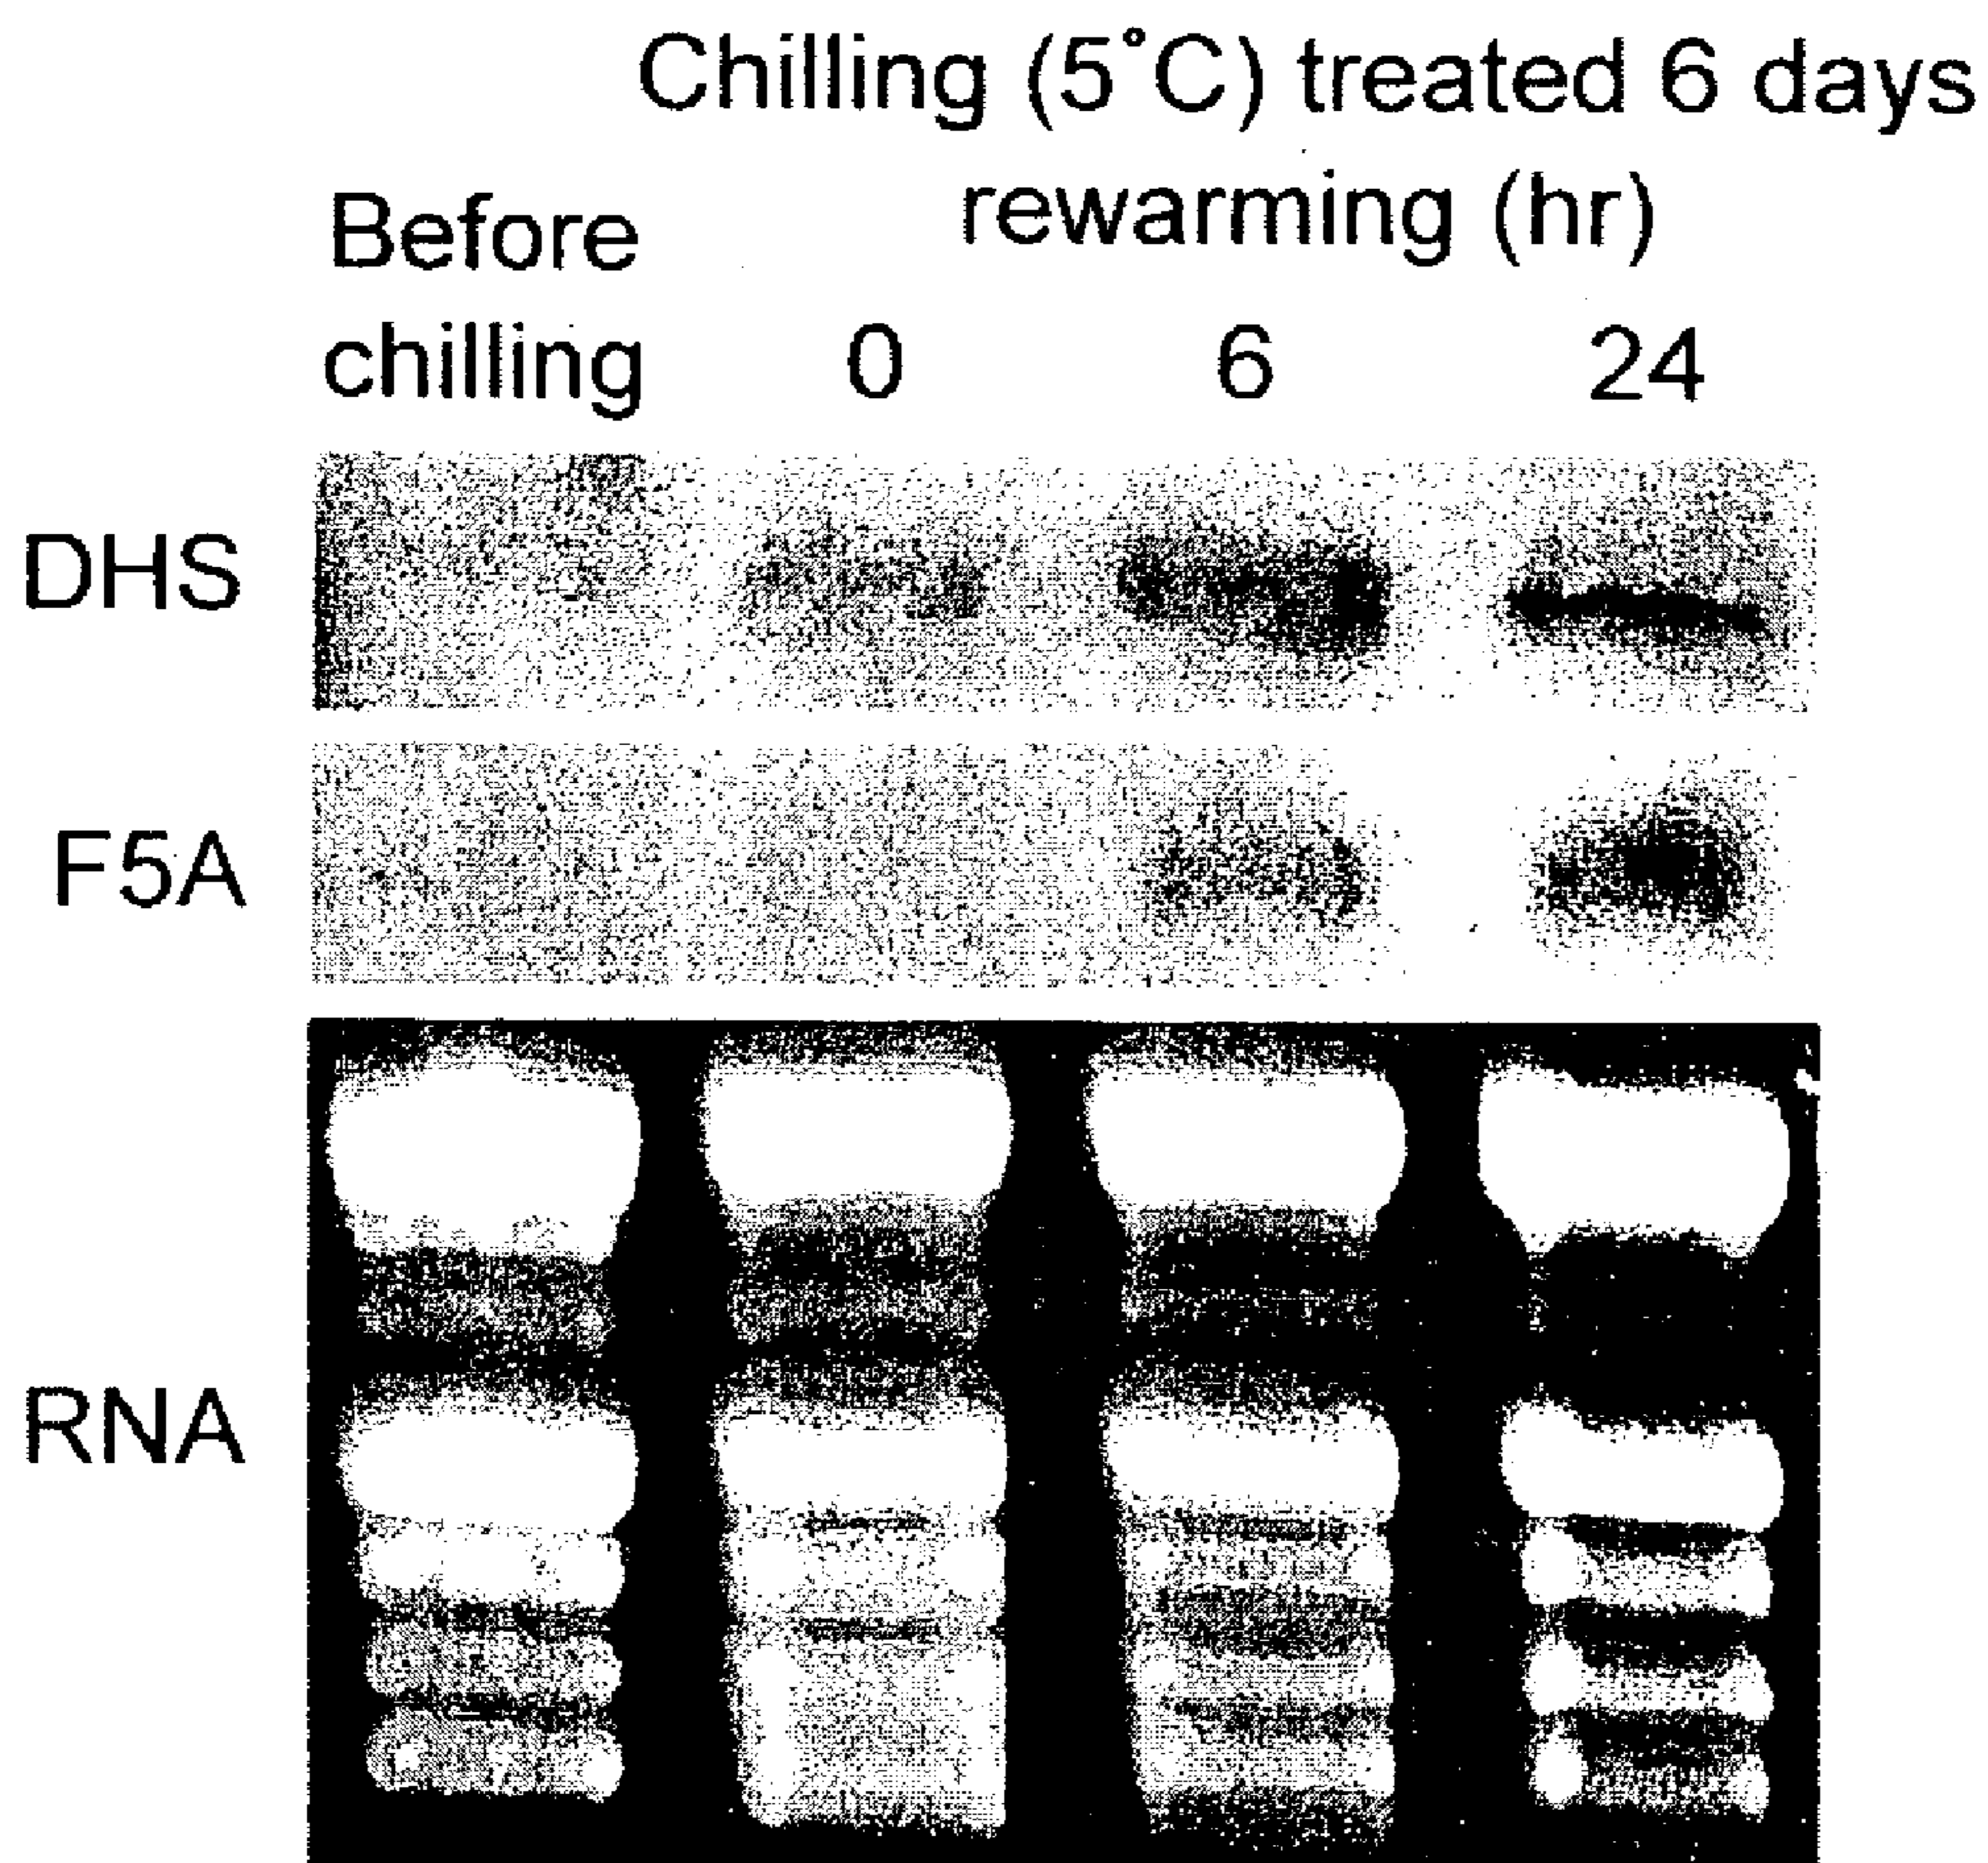 Chilling (5°C) treated 6 days
rewarming (hr)
Before
chilling
0 6 24
DHS
F5A
RNA